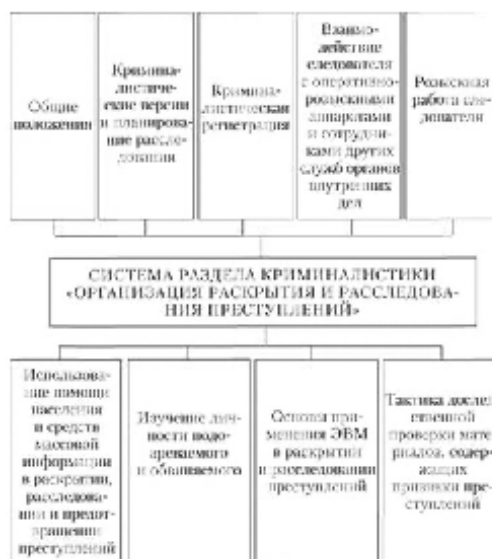 Общие
положения
Кримина-
листиче-
ские версии
и планирова-
ние рассле-
дования
Кримина-
листическая
регистрация
Взаимо-
действие
следователя
с оперативно-
розыскными
аппаратами
и сотрудни-
ками других
служб органов
внутренних
дел
Розыскная
работа сле-
дователя
СИСТЕМА РАЗДЕЛА КРИМИНАЛИСТИКИ
«ОРГАНИЗАЦИЯ РАСКРЫТИЯ И РАССЛЕДОВА-
НИЯ ПРЕСТУПЛЕНИЙ»
Использова-
ние помощи
населения
и средств
массовой
информации
в раскрытии,
расследова-
нии и предот-
вращении
преступлений
Изучение лич-
ности подо-
зреваемого
и обвиняемого
Основы при-
менения ЭВМ
в раскрытии
и расследовании
преступлений
Тактика дослед-
ственной
проверки мате-
риалов, содер-
жащих
признаки пре-
ступлений